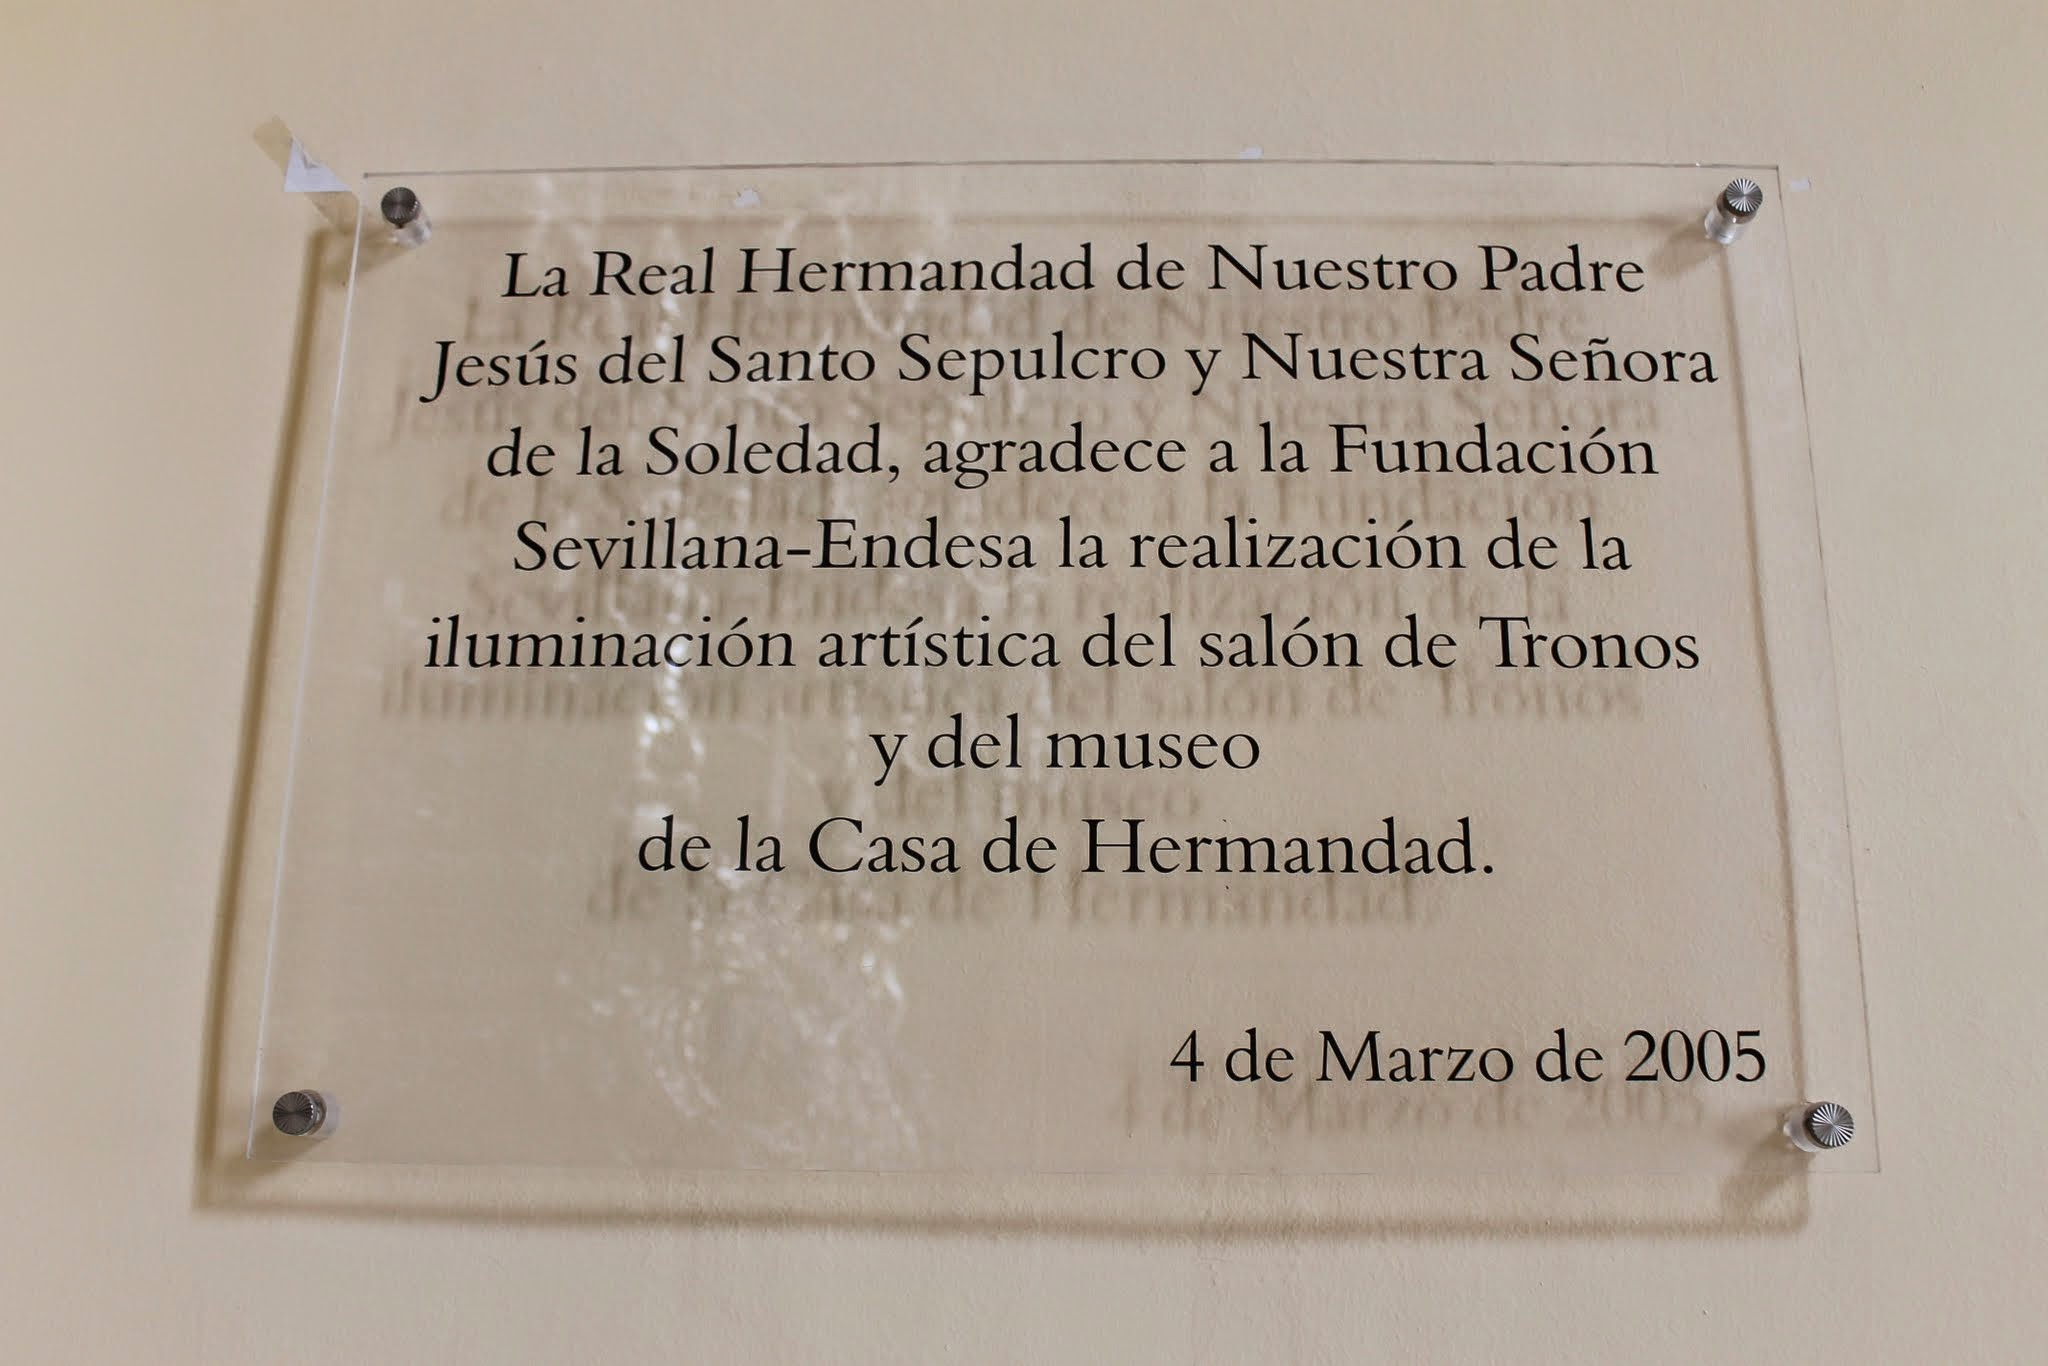 La Real Hermandad de Nuestro Padre
Jesús del Santo Sepulcro y Nuestra Señora
de la Soledad, agradece a la Fundación
Sevillana-Endesa la realización de la
iluminación artística del salón de Tronos
y del museo
de la Casa de Hermandad.
4 de Marzo de 2005